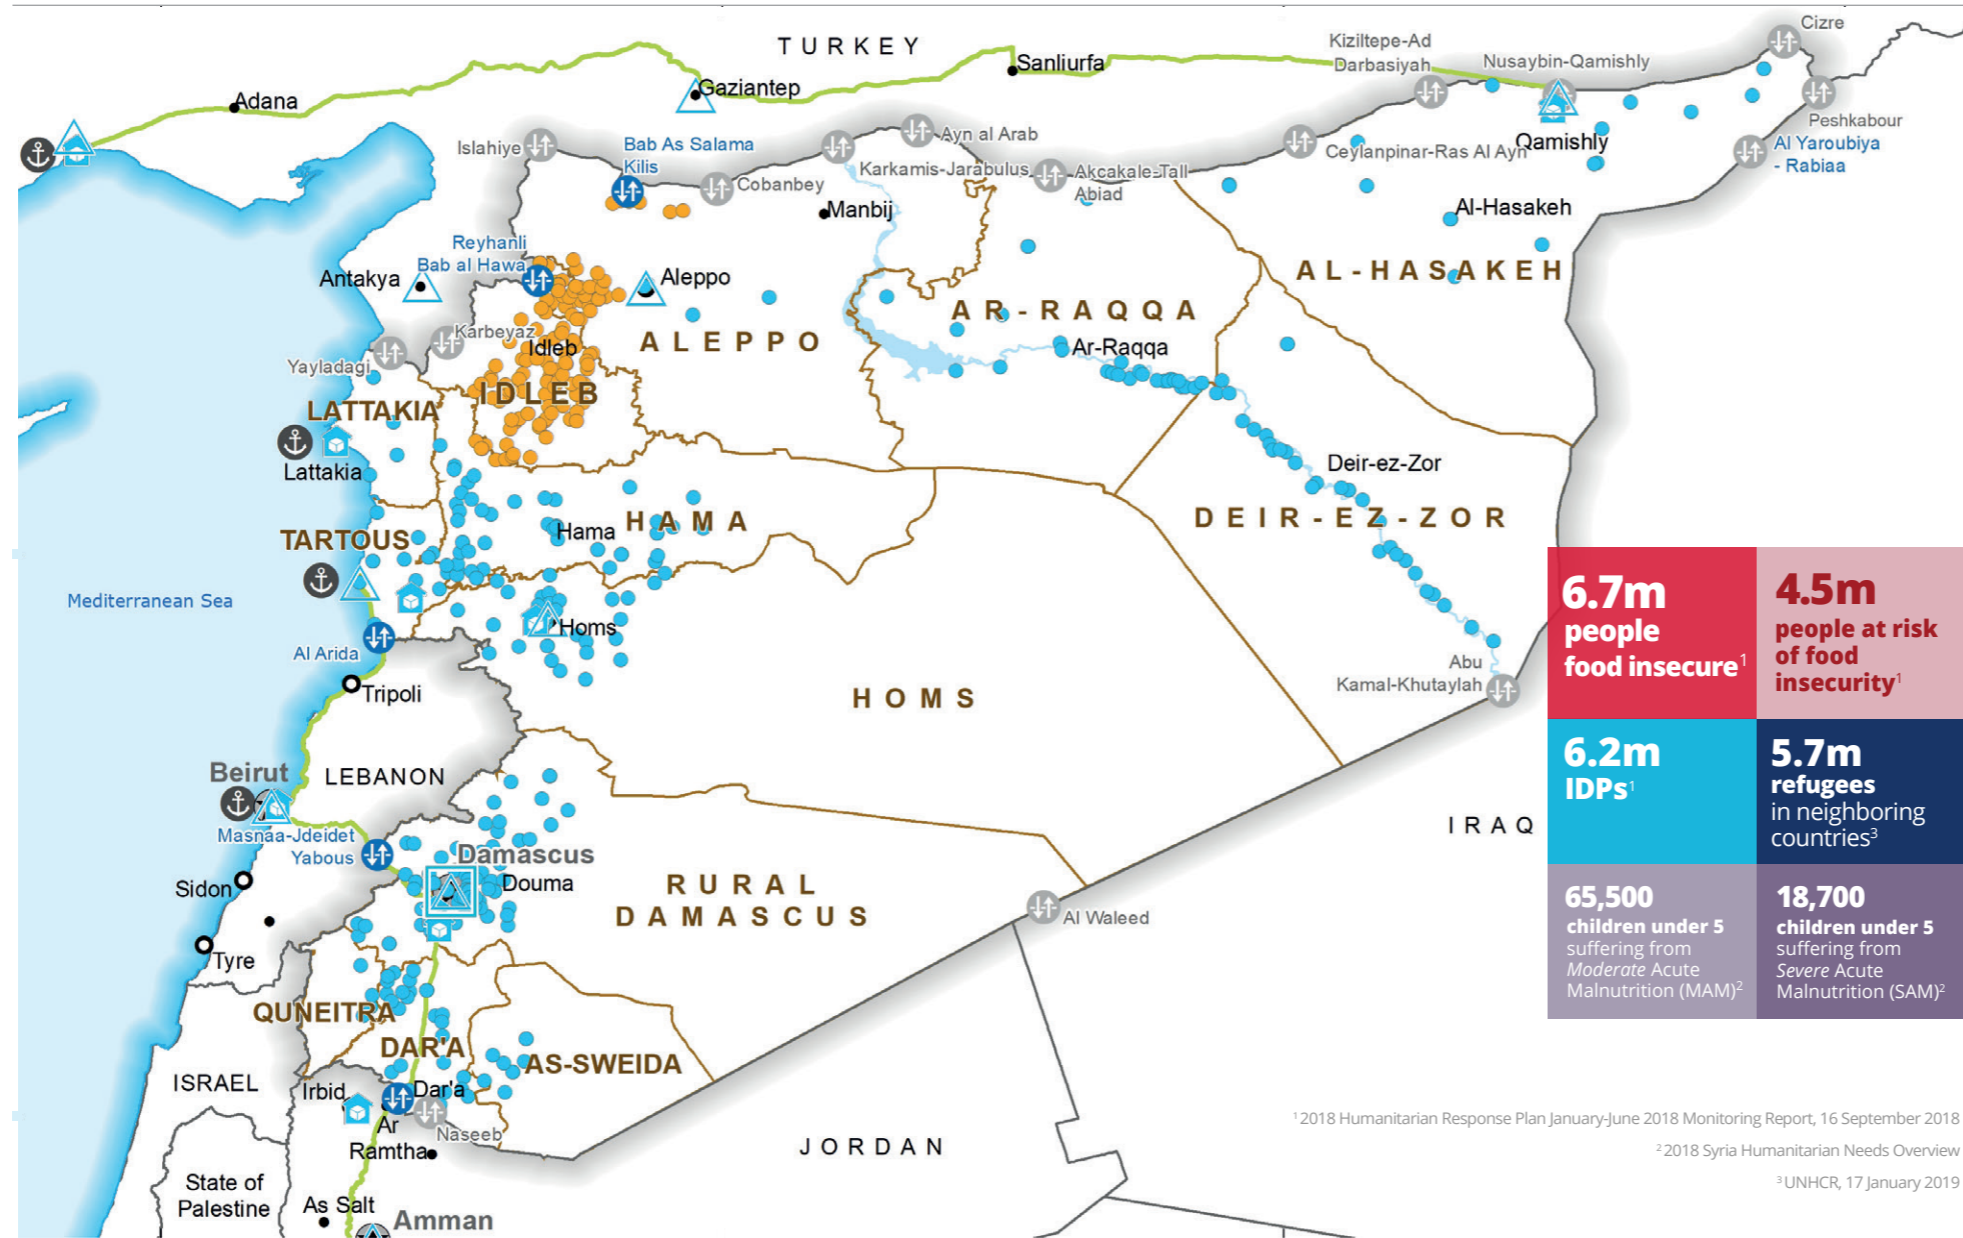 TURKEY
Cizre
Kiziltepe-Ad
Darbasiyah
Nusaybin-Qamishly
Sanliurfa
Gaziantep
Adana
Peshkabour
Islahiye
Bab As Salama
Kilis
Ayn al Arab
Qamishly
Al Yaroubiya
- Rabiaa
Ceylanpinar-Ras Al Ayn
Karkamis-Jarabulus
Akcakale-Tall
Abiad
Cobanbey
Manbij
Al-Hasakeh
Reyhanli
Bab al Hawa
Antakya
Aleppo
AL-HASAKEH
AR-RAQQA
Karbeyaz
ALEPPO
Idleb
Ar-Raqqa
Yayladagi
IDLEB
LATTAKIA
Lattakia
Deir-ez-Zor
HAMA
DEIR-EZ-ZOR
Hama
TARTOUS
Mediterranean Sea
Homs
Al Arida
Abu
Kamal-Khutaylah
Tripoli
HOMS
6.7m
people
food insecure1
4.5m
people at risk
of food
insecurity1
6.2m
IDPs1
5.7m
refugees
in neighboring
countries3
65,500
children under 5
suffering from
Moderate Acute
Malnutrition (MAM)2
18,700
children under 5
suffering from
Severe Acute
Malnutrition (SAM)2
Beirut
LEBANON
IRAQ
Masnaa-Jdeidet
Yabous
Damascus
Douma
Sidon
RURAL
DAMASCUS
Al Waleed
Tyre
QUNEITRA
DAR'A
AS-SWEIDA
ISRAEL
Irbid
Dar'a
Ar
Ramtha
Naseeb
JORDAN
State of
Palestine
As Salt
Amman
1 2018 Humanitarian Response Plan January-June 2018 Monitoring Report, 16 September 2018
2 2018 Syria Humanitarian Needs Overview
3 UNHCR, 17 January 2019